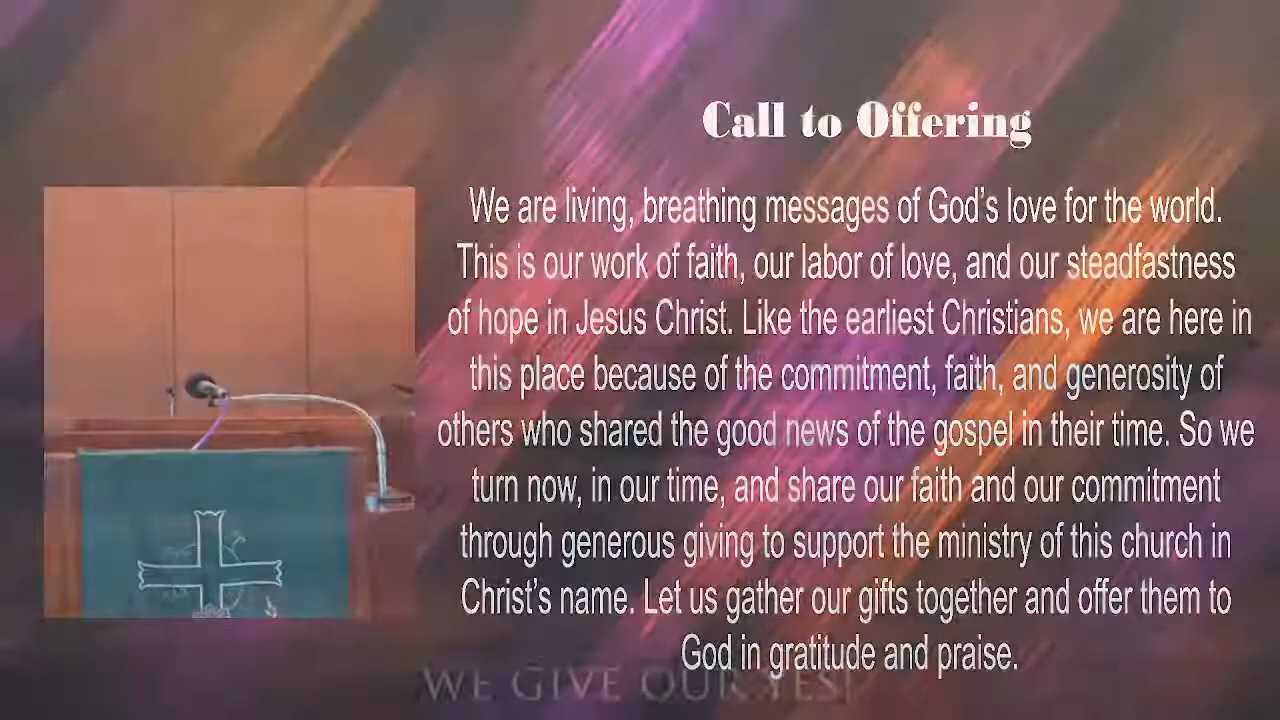 Call to Offering
We are living, breathing messages of God's love for the world.
This is our work of faith, our labor of love, and our steadfastness
of hope in Jesus Christ. Like the earliest Christians, we are here in
this place because of the commitment, faith, and generosity of
others who shared the good news of the gospel in their time. So we
turn now, in our time, and share our faith and our commitment
through generous giving to support the ministry of this church in
Christ's name. Let us gather our gifts together and offer them to
God in gratitude and praise.
WE GIVE OUR YES!